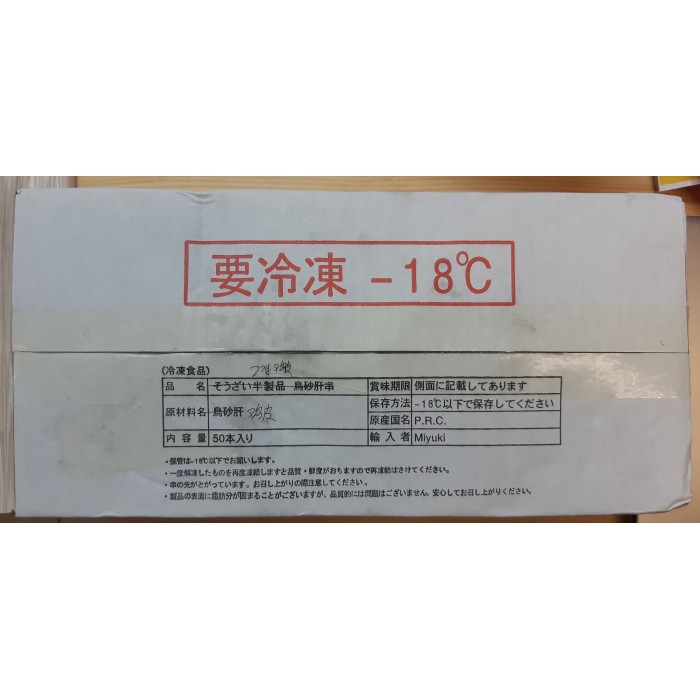 要冷凍 -18℃
(冷凍食品)
品 名 そうざい半製品 鳥砂肝串 賞味期限 側面に記載してあります
保存方法 -18℃以下で保存してください
原材料名 鳥砂肝 鸡皮 原産国名 P.R.C.
内 容 量 50本入り 輸 入 者 Miyuki
・保管は-18℃以下でお願いします。
・一度解凍したものを再度凍結しますと品質・鮮度がおちますので再凍結はさけてください。
・串の先がとがっています。お召し上がりの際注意してください。
・製品の表面に脂肪分が固まることがございますが、品質的には問題はございません。安心してお召し上がりください。